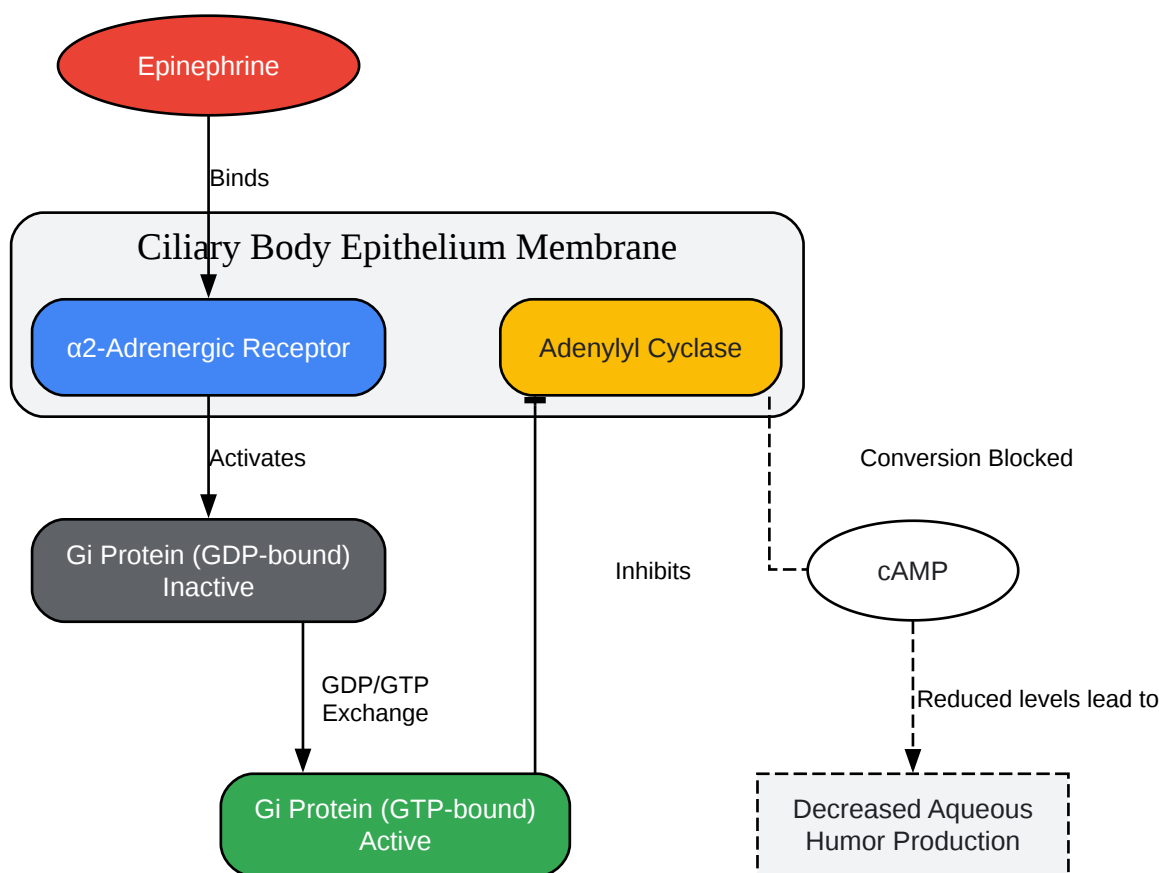 Epinephrine
Binds
Ciliary Body Epithelium Membrane
α2-Adrenergic Receptor
Adenylyl Cyclase
Activates
Conversion Blocked
Gi Protein (GDP-bound)
Inactive
Inhibits
cAMP
GDP/GTP
Exchange
Reduced levels lead to
Gi Protein (GTP-bound)
Active
Decreased Aqueous
Humor Production